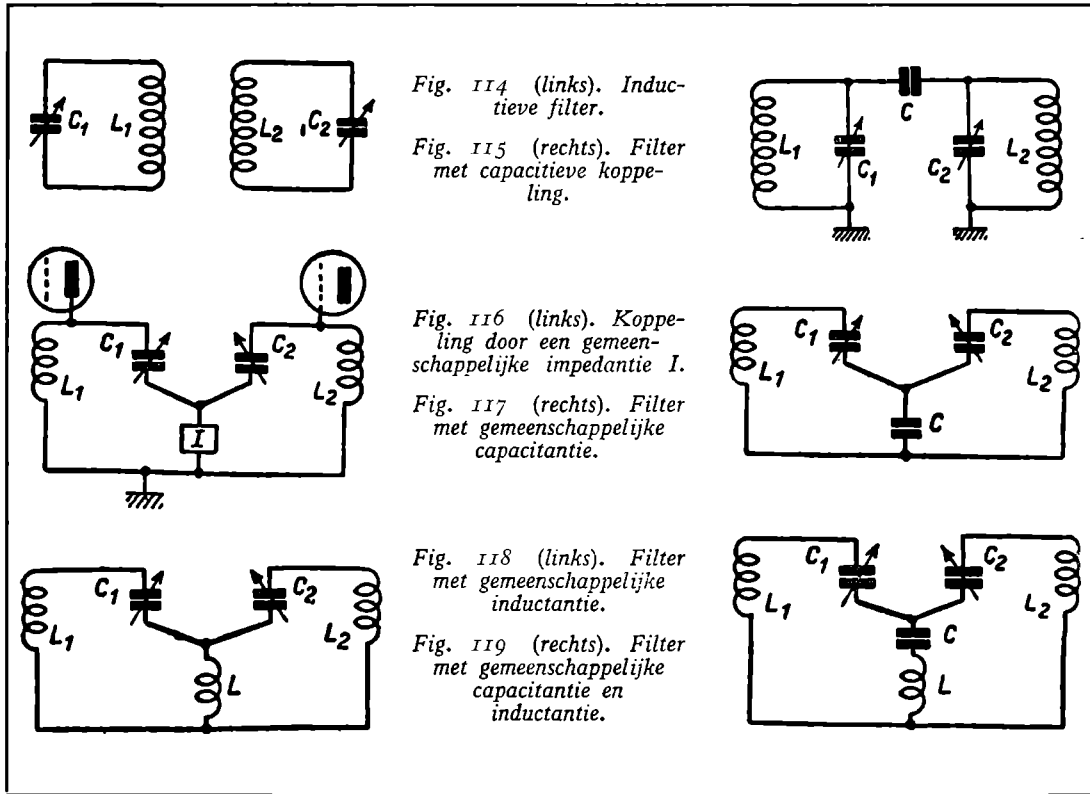 C1 L1 L2 C2
Fig. 114 (links). Induc-
tieve filter.
Fig. 115 (rechts). Filter
met capacitieve koppe-
ling.
L1 C1 C C2 L2
L1 C1 C2 L2 I
Fig. 116 (links). Koppe-
ling door een gemeen-
schappelijke impedantie I.
Fig. 117 (rechts). Filter
met gemeenschappelijke
capacitantie.
L1 C1 C2 L2 C
L1 C1 C2 L2 L
Fig. 118 (links). Filter
met gemeenschappelijke
inductantie.
Fig. 119 (rechts). Filter
met gemeenschappelijke
capacitantie en
inductantie.
L1 C1 C2 L2 C L